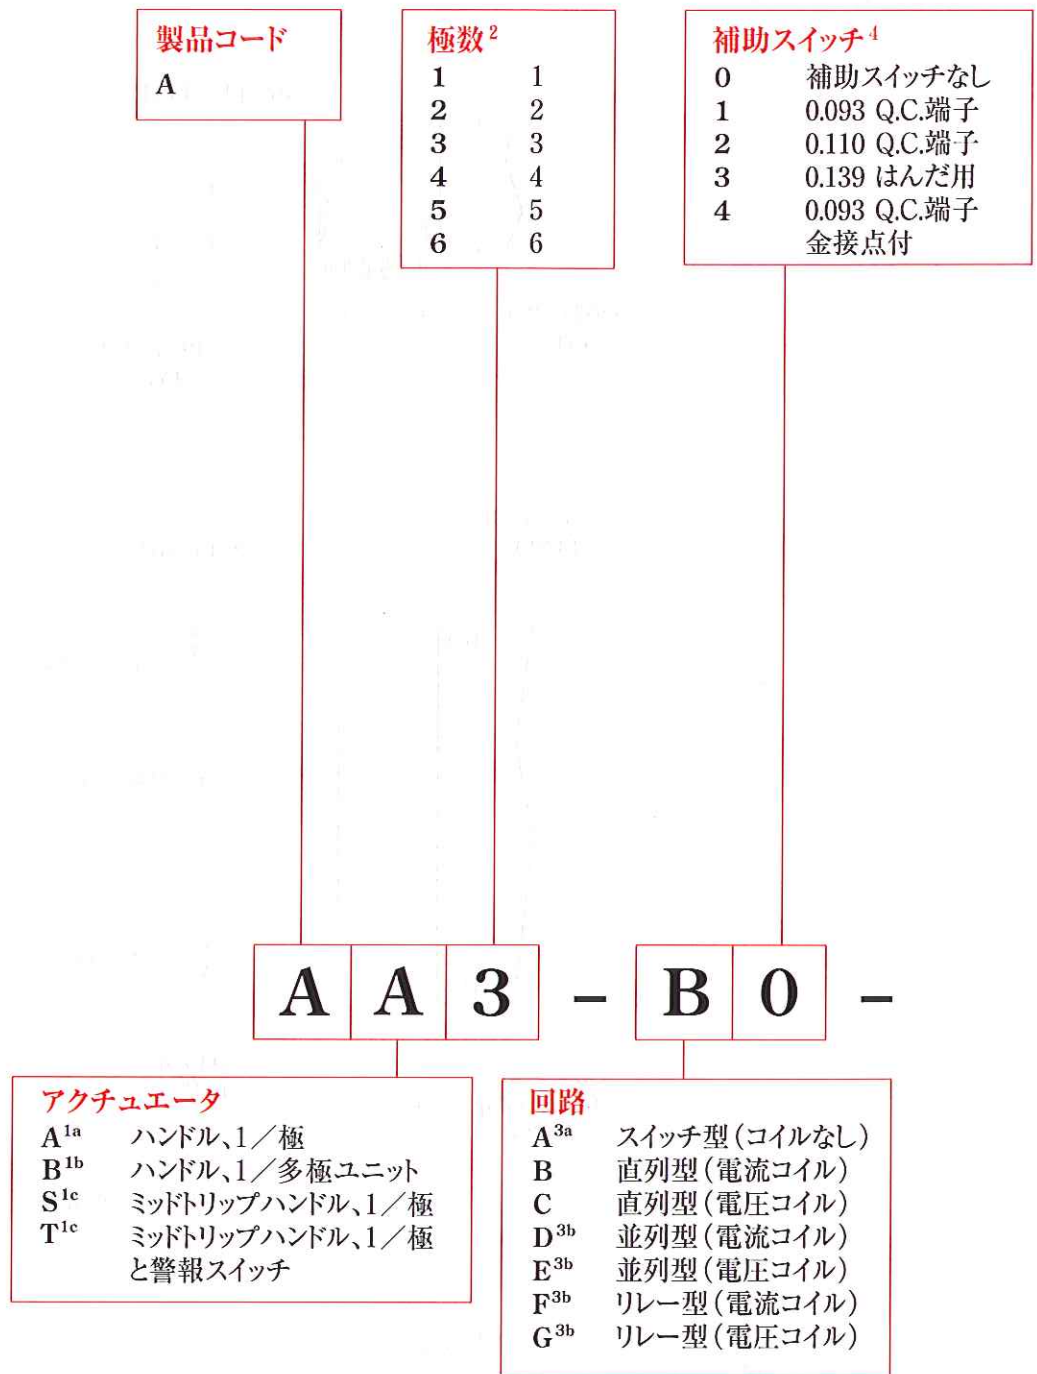 製品コード
A
極数²
1 1
2 2
3 3
4 4
5 5
6 6
補助スイッチ⁴
0 補助スイッチなし
1 0.093 Q.C.端子
2 0.110 Q.C.端子
3 0.139 はんだ用
4 0.093 Q.C.端子
金接点付
A A 3 – B 0 –
アクチュエータ
A¹ᵃ ハンドル、1／極
B¹ᵇ ハンドル、1／多極ユニット
S¹ᶜ ミッドトリップハンドル、1／極
T¹ᶜ ミッドトリップハンドル、1／極
と警報スイッチ
回路
A³ᵃ スイッチ型（コイルなし）
B 直列型（電流コイル）
C 直列型（電圧コイル）
D³ᵇ 並列型（電流コイル）
E³ᵇ 並列型（電圧コイル）
F³ᵇ リレー型（電流コイル）
G³ᵇ リレー型（電圧コイル）